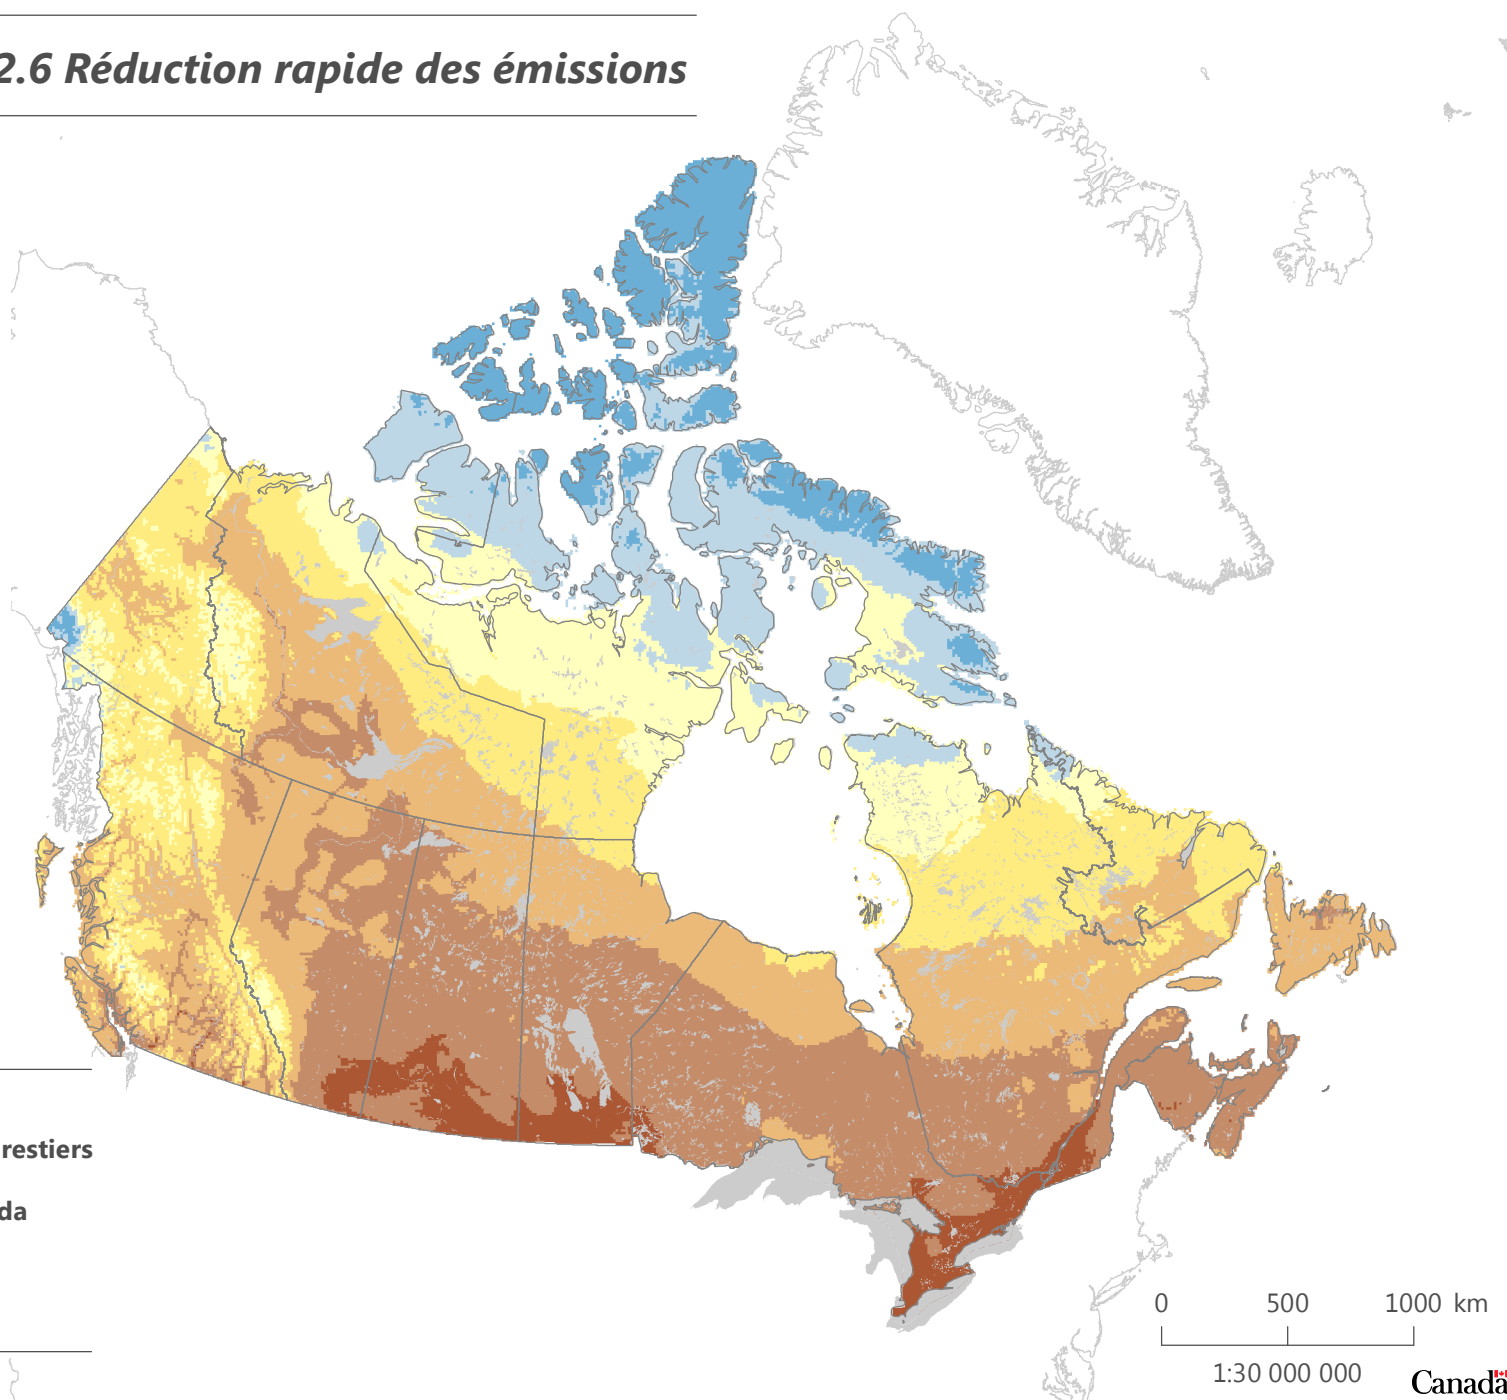 2.6 Réduction rapide des émissions
restiers
da
0 500 1000 km
1:30 000 000
Canada